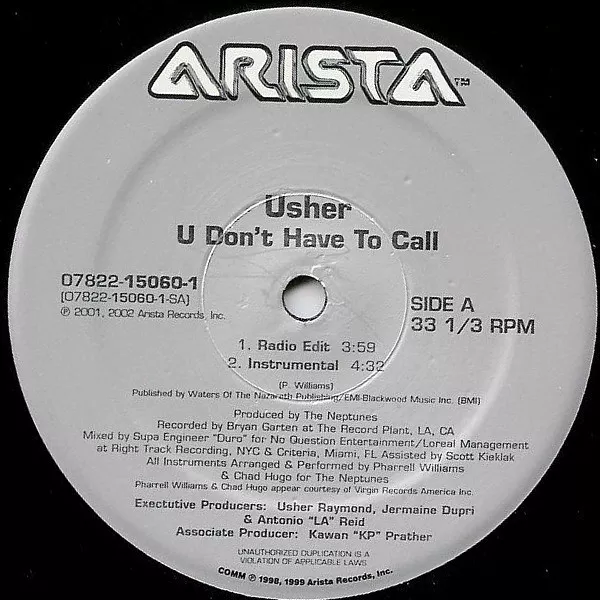 ARISTA™
Usher
U Don't Have To Call
07822-15060-1
(07822-15060-1-SA)
℗ 2001, 2002 Arista Records, Inc.
SIDE A
33 1/3 RPM
1. Radio Edit 3:59
2. Instrumental 4:32
(P. Williams)
Published by Waters Of The Nazareth Publishing/EMI-Blackwood Music Inc. (BMI)
Produced by The Neptunes
Recorded by Bryan Garten at The Record Plant, LA, CA
Mixed by Supa Engineer "Duro" for No Question Entertainment/Loreal Management
at Right Track Recording, NYC & Criteria, Miami, FL Assisted by Scott Kieklak
All Instruments Arranged & Performed by Pharrell Williams
& Chad Hugo for The Neptunes
Pharrell Williams & Chad Hugo appear courtesy of Virgin Records America Inc.
Exectutive Producers: Usher Raymond, Jermaine Dupri
& Antonio "LA" Reid
Associate Producer: Kawan "KP" Prather
UNAUTHORIZED DUPLICATION IS A
VIOLATION OF APPLICABLE LAWS
COMM ℗ 1998, 1999 Arista Records, Inc.